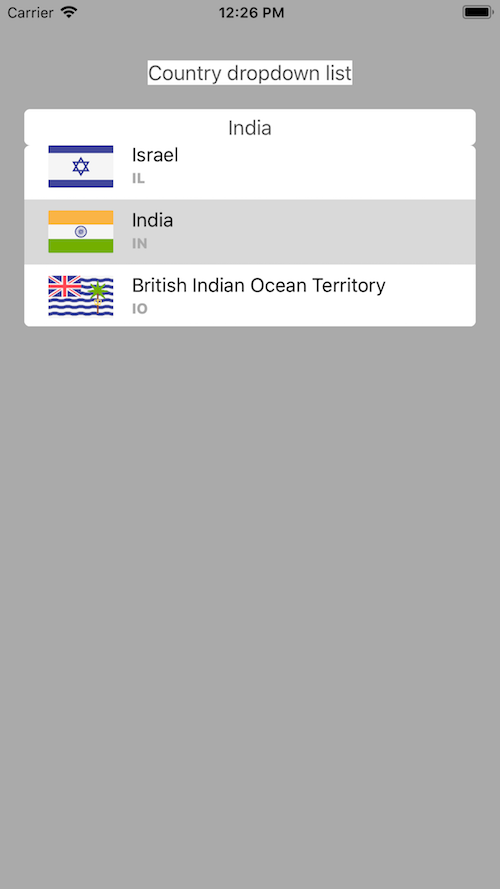 Carrier 12:26 PM
Country dropdown list
India
Israel
IL
India
IN
British Indian Ocean Territory
IO